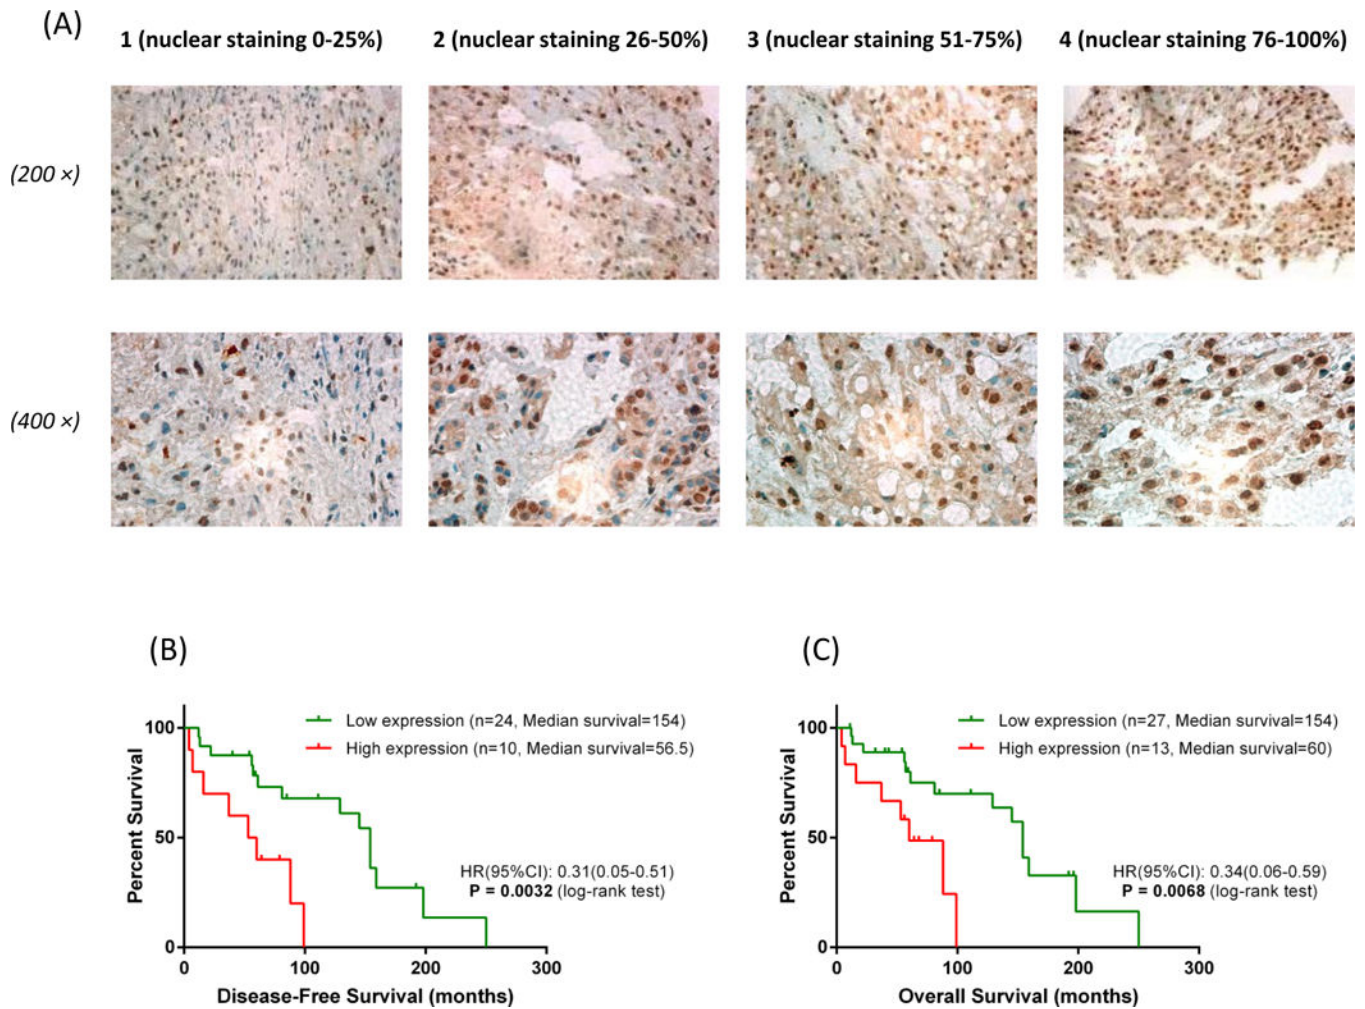 (A)
1 (nuclear staining 0-25%)
2 (nuclear staining 26-50%)
3 (nuclear staining 51-75%)
4 (nuclear staining 76-100%)
(200 ×)
(400 ×)
(B)
100
50
0
Percent Survival
Low expression (n=24, Median survival=154)
High expression (n=10, Median survival=56.5)
HR(95%CI): 0.31(0.05-0.51)
P = 0.0032 (log-rank test)
0
100
200
300
Disease-Free Survival (months)
(C)
100
50
0
Percent Survival
Low expression (n=27, Median survival=154)
High expression (n=13, Median survival=60)
HR(95%CI): 0.34(0.06-0.59)
P = 0.0068 (log-rank test)
0
100
200
300
Overall Survival (months)